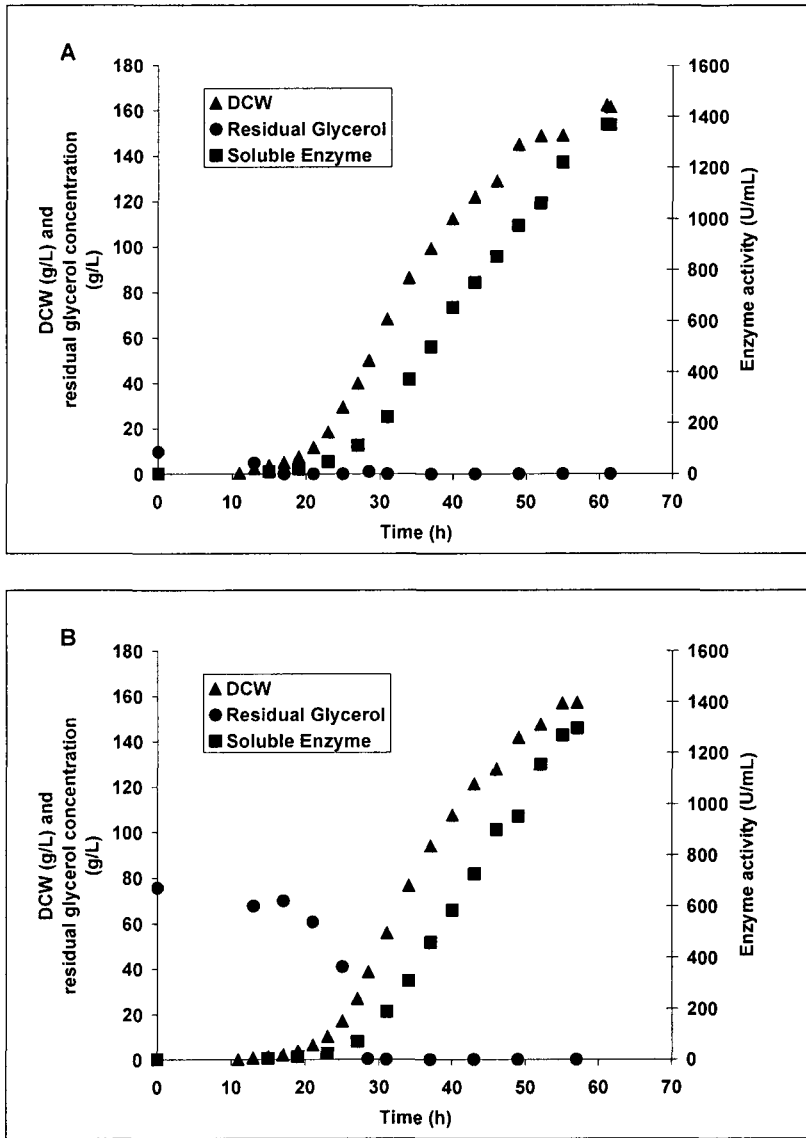 A
DCW
Residual Glycerol
Soluble Enzyme
DCW (g/L) and
residual glycerol concentration
(g/L)
180
160
140
120
100
80
60
40
20
0
1600
1400
1200
1000
800
600
400
200
0
Enzyme activity (U/mL)
0 10 20 30 40 50 60 70
Time (h)
B
DCW
Residual Glycerol
Soluble Enzyme
DCW (g/L) and
residual glycerol concentration
(g/L)
180
160
140
120
100
80
60
40
20
0
1600
1400
1200
1000
800
600
400
200
0
Enzyme activity (U/mL)
0 10 20 30 40 50 60 70
Time (h)